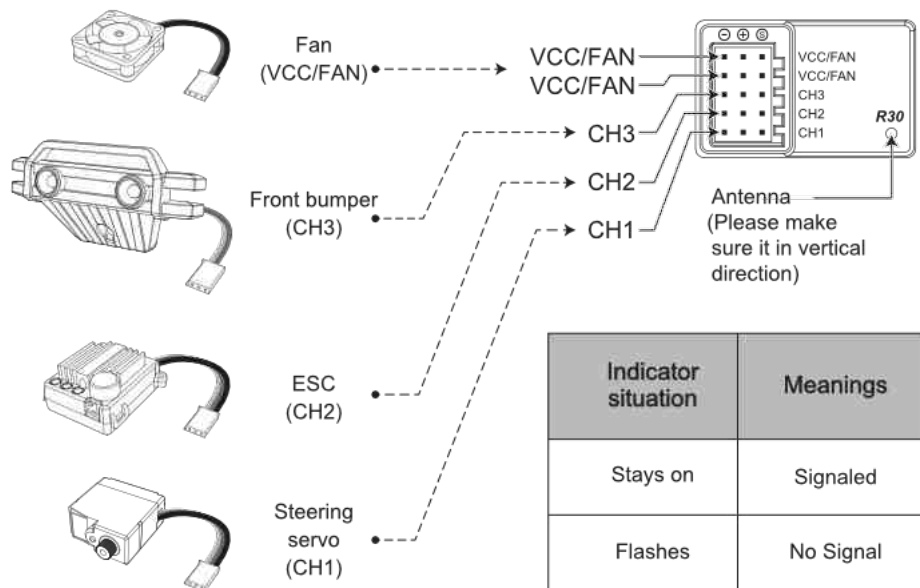 Fan
(VCC/FAN)
VCC/FAN
VCC/FAN
CH3
CH2
CH1
Front bumper
(CH3)
ESC
(CH2)
Steering
servo
(CH1)
VCC/FAN
VCC/FAN
CH3
CH2
CH1
R30
Antenna
(Please make
sure it in vertical
direction)
Indicator
situation
Meanings
Stays on
Signaled
Flashes
No Signal